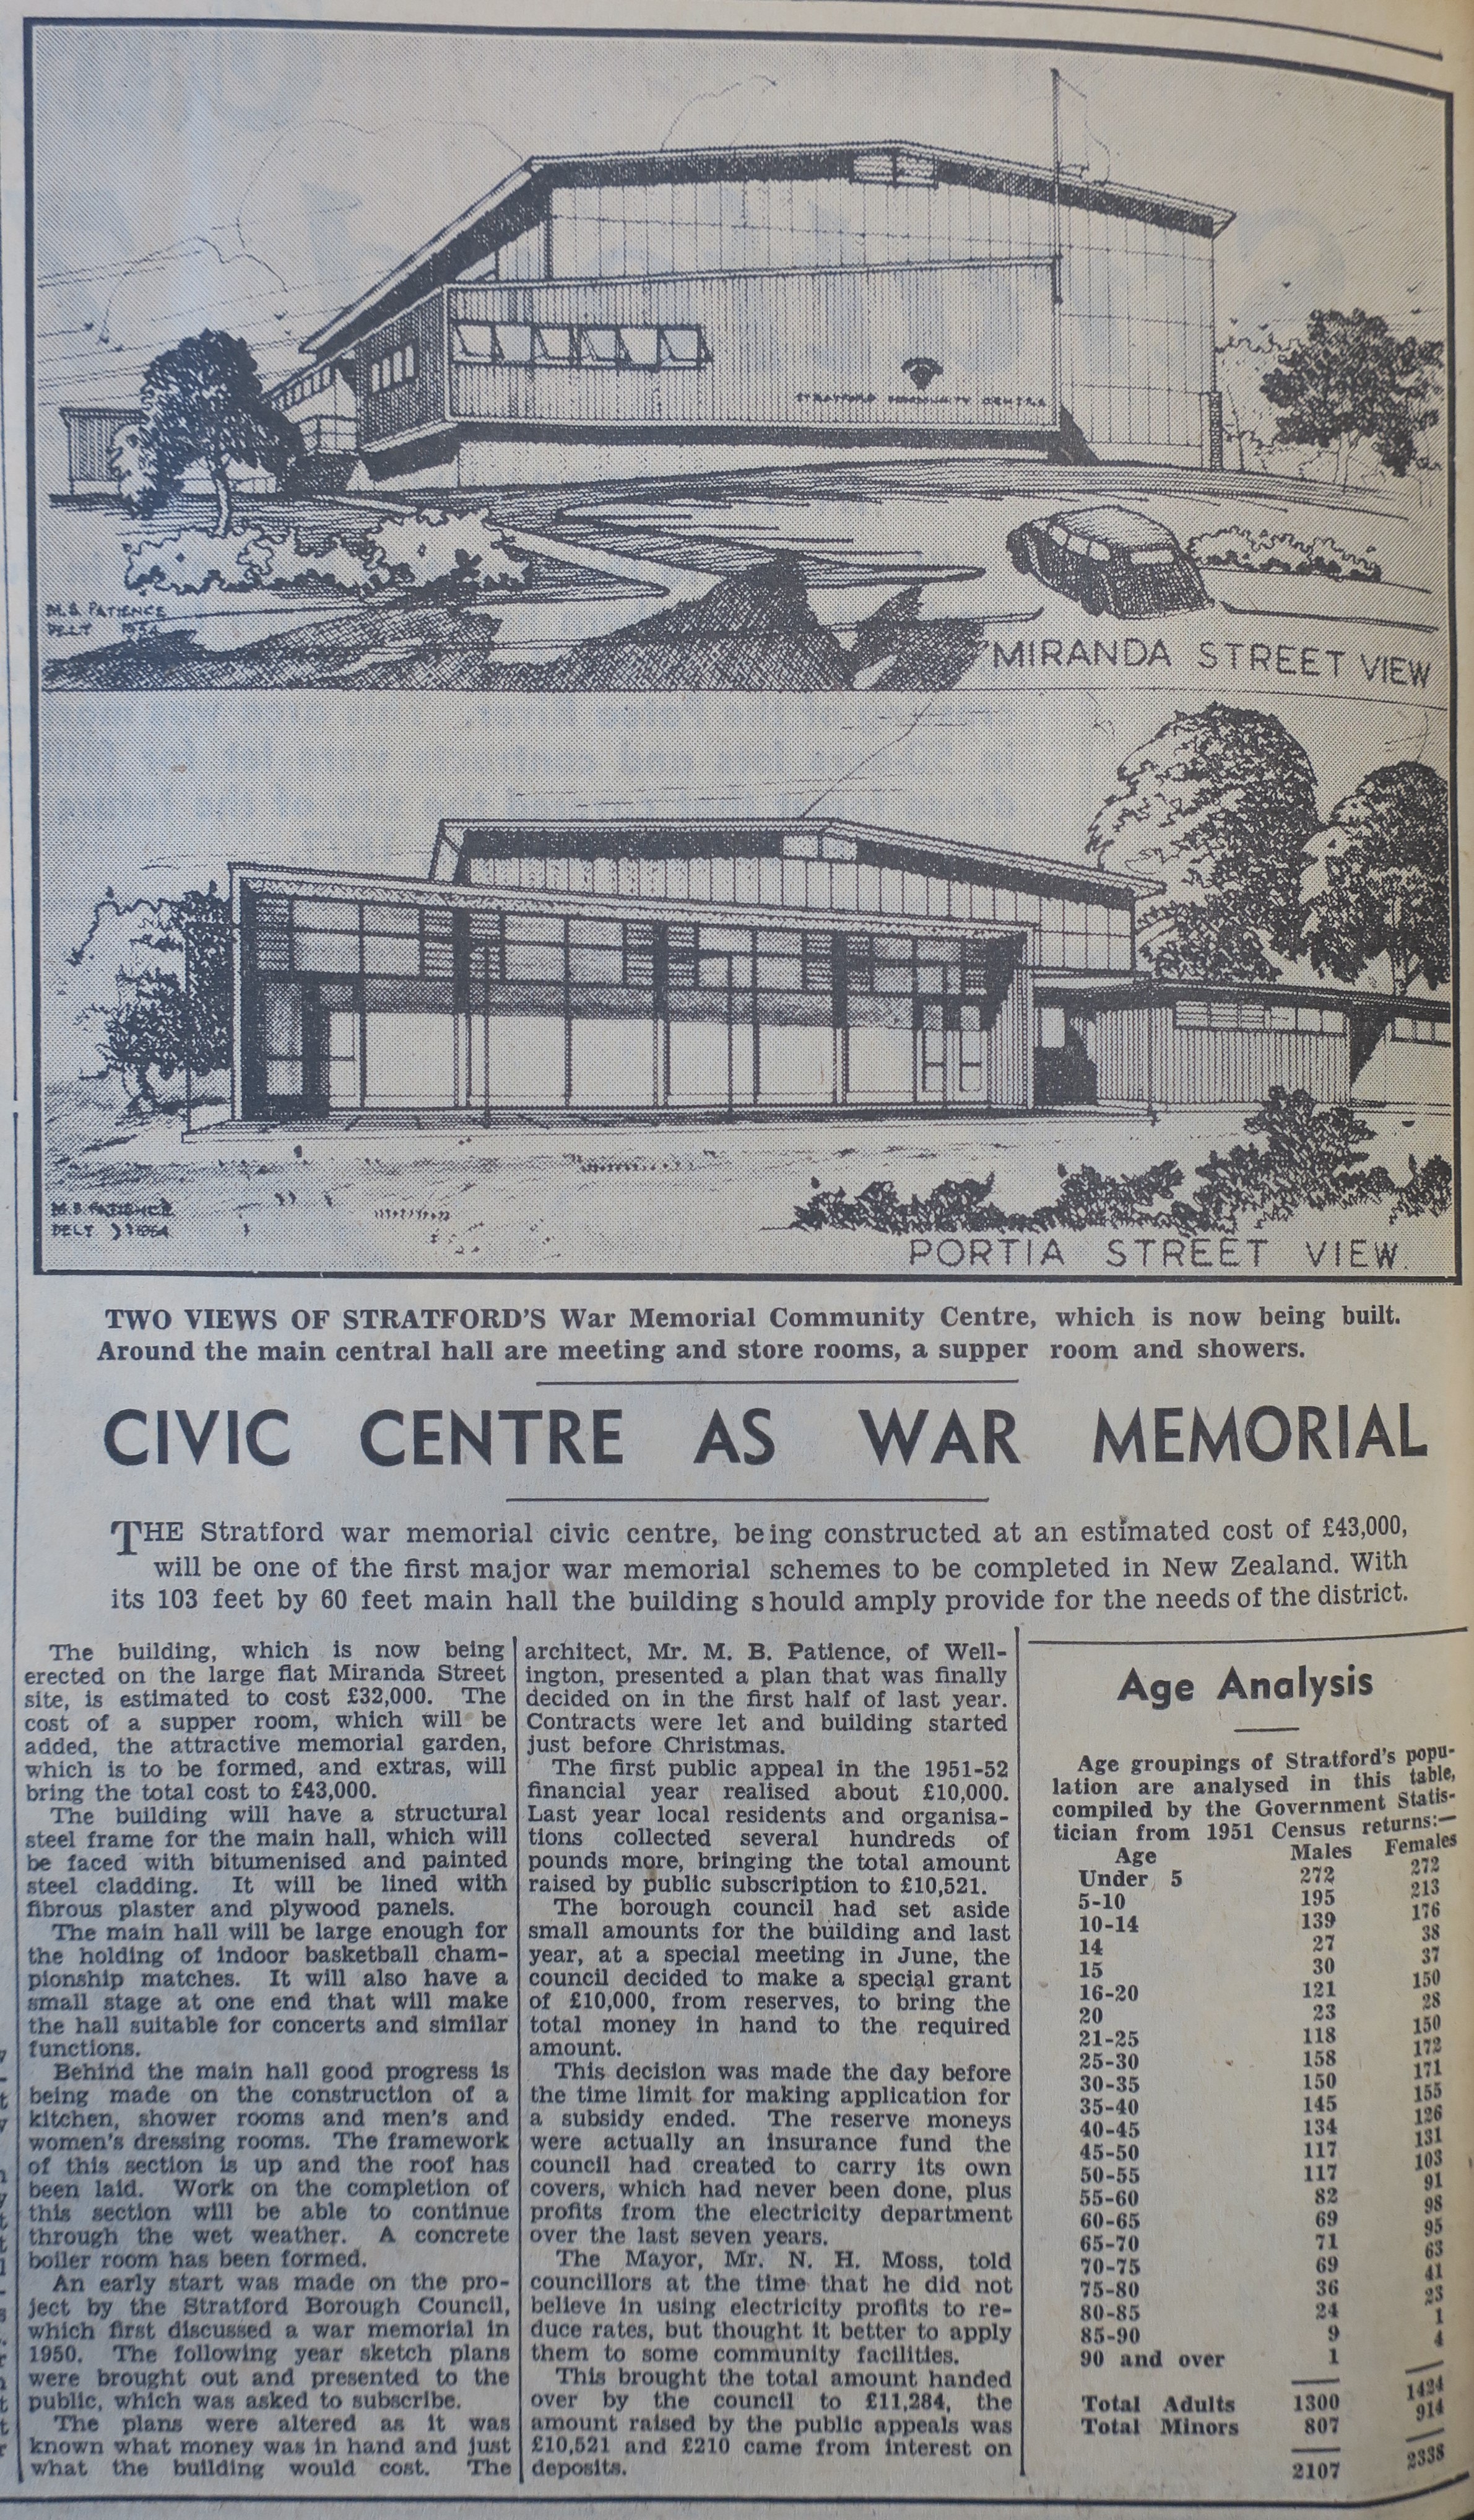 M.B. PATIENCE
DELT 1954
STRATFORD COMMUNITY CENTRE
MIRANDA STREET VIEW
M.B. PATIENCE
DELT 1954
PORTIA STREET VIEW.
TWO VIEWS OF STRATFORD'S War Memorial Community Centre, which is now being built.
Around the main central hall are meeting and store rooms, a supper room and showers.
CIVIC CENTRE AS WAR MEMORIAL
THE Stratford war memorial civic centre, being constructed at an estimated cost of £43,000,
will be one of the first major war memorial schemes to be completed in New Zealand. With
its 103 feet by 60 feet main hall the building should amply provide for the needs of the district.
The building, which is now being
erected on the large flat Miranda Street
site, is estimated to cost £32,000. The
cost of a supper room, which will be
added, the attractive memorial garden,
which is to be formed, and extras, will
bring the total cost to £43,000.
The building will have a structural
steel frame for the main hall, which will
be faced with bitumenised and painted
steel cladding. It will be lined with
fibrous plaster and plywood panels.
The main hall will be large enough for
the holding of indoor basketball cham-
pionship matches. It will also have a
small stage at one end that will make
the hall suitable for concerts and similar
functions.
Behind the main hall good progress is
being made on the construction of a
kitchen, shower rooms and men's and
women's dressing rooms. The framework
of this section is up and the roof has
been laid. Work on the completion of
this section will be able to continue
through the wet weather. A concrete
boiler room has been formed.
An early start was made on the pro-
ject by the Stratford Borough Council,
which first discussed a war memorial in
1950. The following year sketch plans
were brought out and presented to the
public, which was asked to subscribe.
The plans were altered as it was
known what money was in hand and just
what the building would cost. The
architect, Mr. M. B. Patience, of Well-
ington, presented a plan that was finally
decided on in the first half of last year.
Contracts were let and building started
just before Christmas.
The first public appeal in the 1951-52
financial year realised about £10,000.
Last year local residents and organisa-
tions collected several hundreds of
pounds more, bringing the total amount
raised by public subscription to £10,521.
The borough council had set aside
small amounts for the building and last
year, at a special meeting in June, the
council decided to make a special grant
of £10,000, from reserves, to bring the
total money in hand to the required
amount.
This decision was made the day before
the time limit for making application for
a subsidy ended. The reserve moneys
were actually an insurance fund the
council had created to carry its own
covers, which had never been done, plus
profits from the electricity department
over the last seven years.
The Mayor, Mr. N. H. Moss, told
councillors at the time that he did not
believe in using electricity profits to re-
duce rates, but thought it better to apply
them to some community facilities.
This brought the total amount handed
over by the council to £11,284, the
amount raised by the public appeals was
£10,521 and £210 came from interest on
deposits.
Age Analysis
Age groupings of Stratford's popu-
lation are analysed in this table,
compiled by the Government Statis-
tician from 1951 Census returns:—
Age Males Females
Under 5 272 272
5-10 195 213
10-14 139 176
14 27 38
15 30 37
16-20 121 150
20 23 28
21-25 118 150
25-30 158 172
30-35 150 171
35-40 145 155
40-45 134 126
45-50 117 131
50-55 117 103
55-60 82 91
60-65 69 98
65-70 71 95
70-75 69 63
75-80 36 41
80-85 24 23
85-90 9 1
90 and over 1 4
Total Adults 1300 1424
Total Minors 807 914
2107 2338